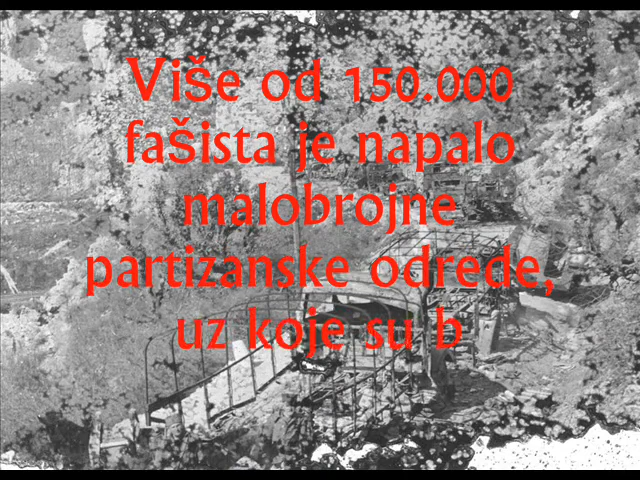 Više od 150.000
fašista je napalo
malobrojne
partizanske odrede,
uz koje su b